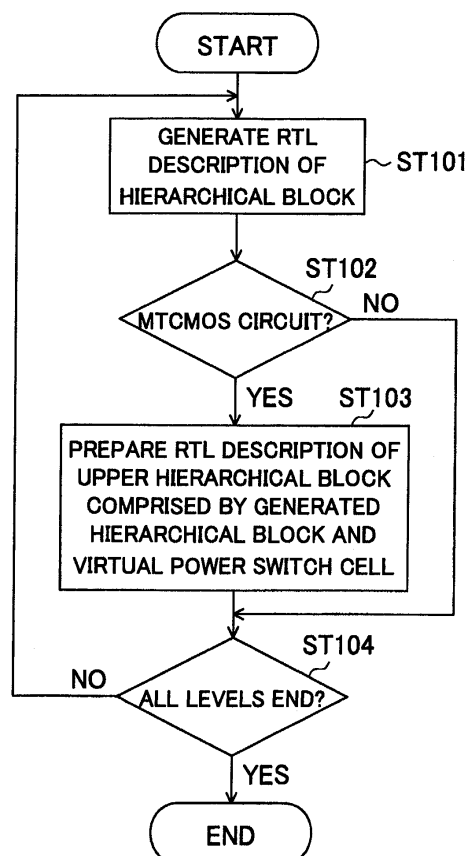 START
GENERATE RTL
DESCRIPTION OF
HIERARCHICAL BLOCK
ST101
ST102
MTCMOS CIRCUIT?
NO
YES
ST103
PREPARE RTL DESCRIPTION OF
UPPER HIERARCHICAL BLOCK
COMPRISED BY GENERATED
HIERARCHICAL BLOCK AND
VIRTUAL POWER SWITCH CELL
ST104
NO
ALL LEVELS END?
YES
END